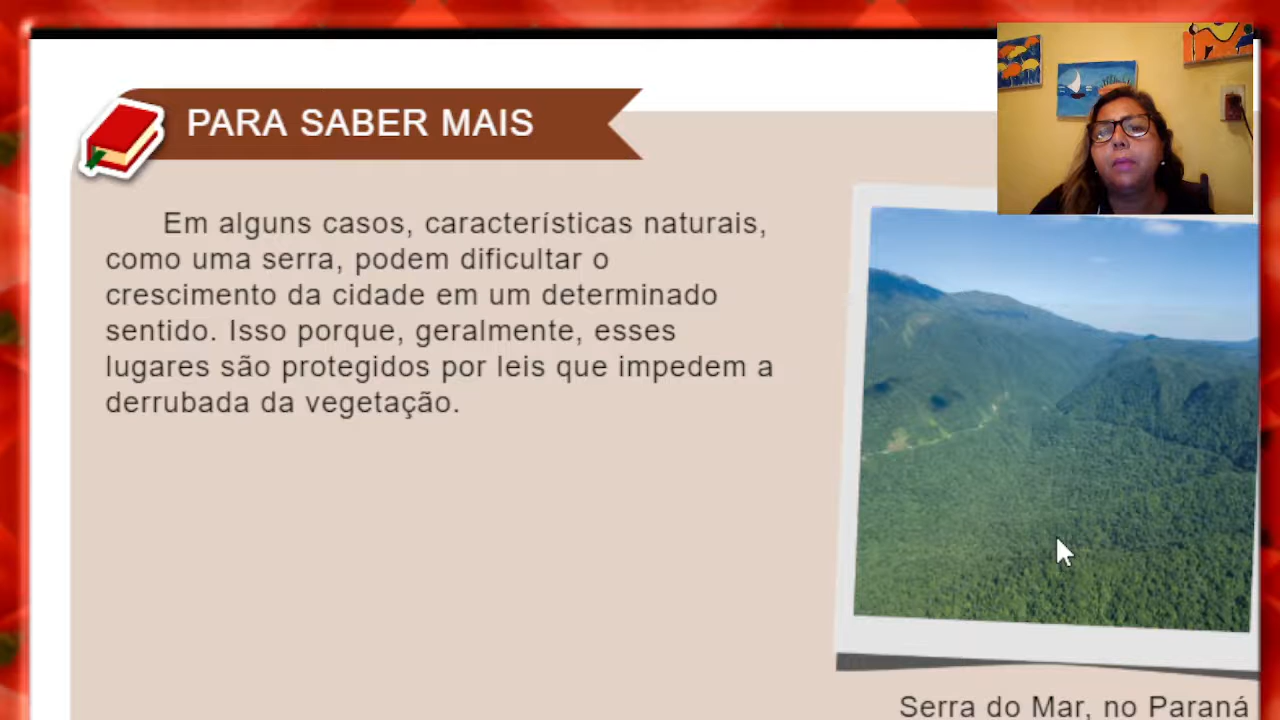 PARA SABER MAIS
Em alguns casos, características naturais,
como uma serra, podem dificultar o
crescimento da cidade em um determinado
sentido. Isso porque, geralmente, esses
lugares são protegidos por leis que impedem a
derrubada da vegetação.
Serra do Mar, no Paraná